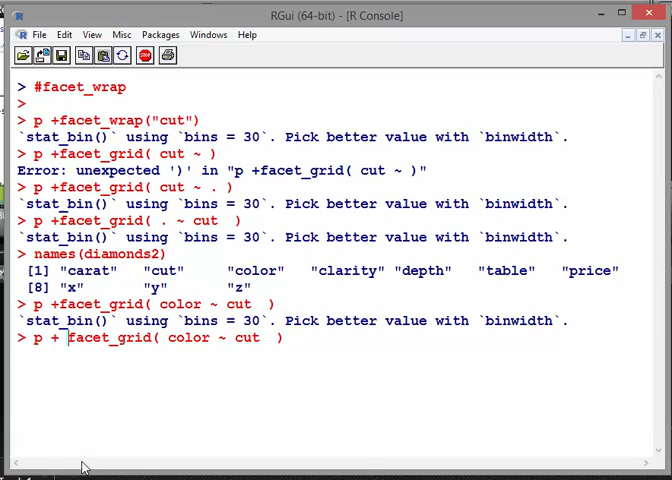 RGui (64-bit) - [R Console]
File Edit View Misc Packages Windows Help
STOP
> #facet_wrap
>
> p +facet_wrap("cut")
`stat_bin()` using `bins = 30`. Pick better value with `binwidth`.
> p +facet_grid( cut ~ )
Error: unexpected ')' in "p +facet_grid( cut ~ )"
> p +facet_grid( cut ~ . )
`stat_bin()` using `bins = 30`. Pick better value with `binwidth`.
> p +facet_grid( . ~ cut  )
`stat_bin()` using `bins = 30`. Pick better value with `binwidth`.
> names(diamonds2)
[1] "carat"   "cut"     "color"   "clarity" "depth"   "table"   "price"
[8] "x"       "y"       "z"
> p +facet_grid( color ~ cut  )
`stat_bin()` using `bins = 30`. Pick better value with `binwidth`.
> p + facet_grid( color ~ cut  )